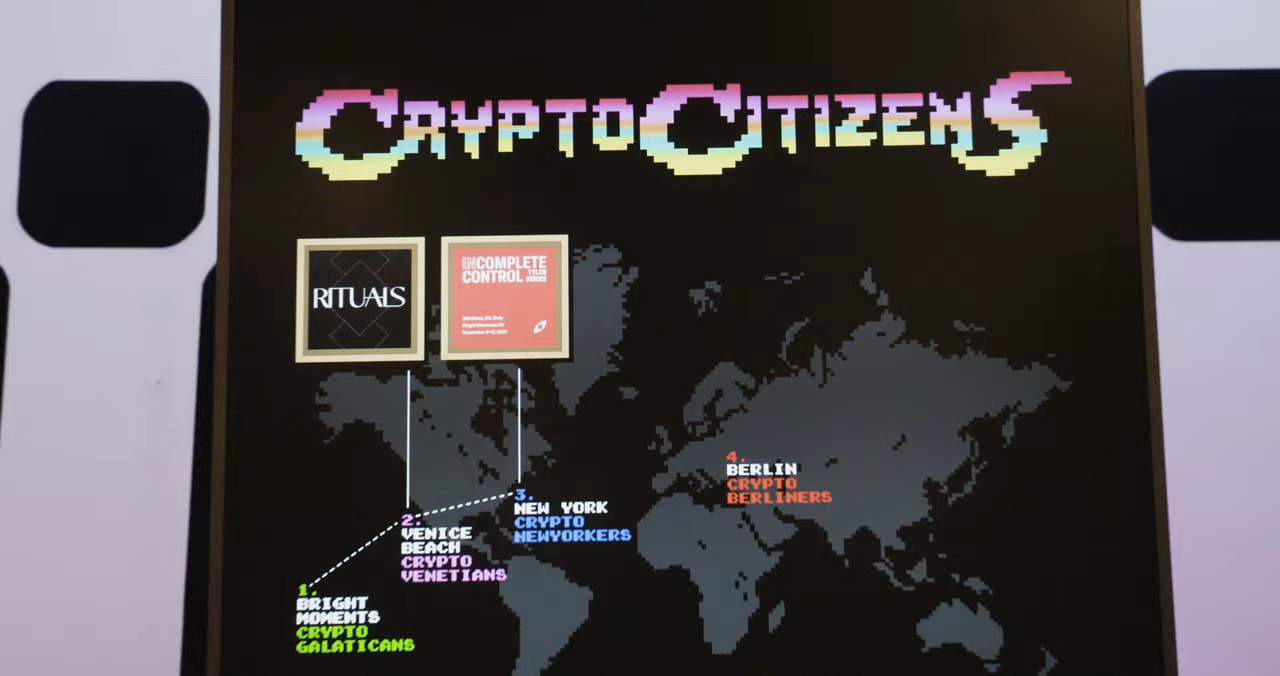 CRYPTOCITIZENS
RITUALS
INCOMPLETE
CONTROL
TYLER
HOBBS
1.
BRIGHT
MOMENTS
CRYPTO
GALATICANS
2.
VENICE
BEACH
CRYPTO
VENETIANS
3.
NEW YORK
CRYPTO
NEWYORKERS
4.
BERLIN
CRYPTO
BERLINERS